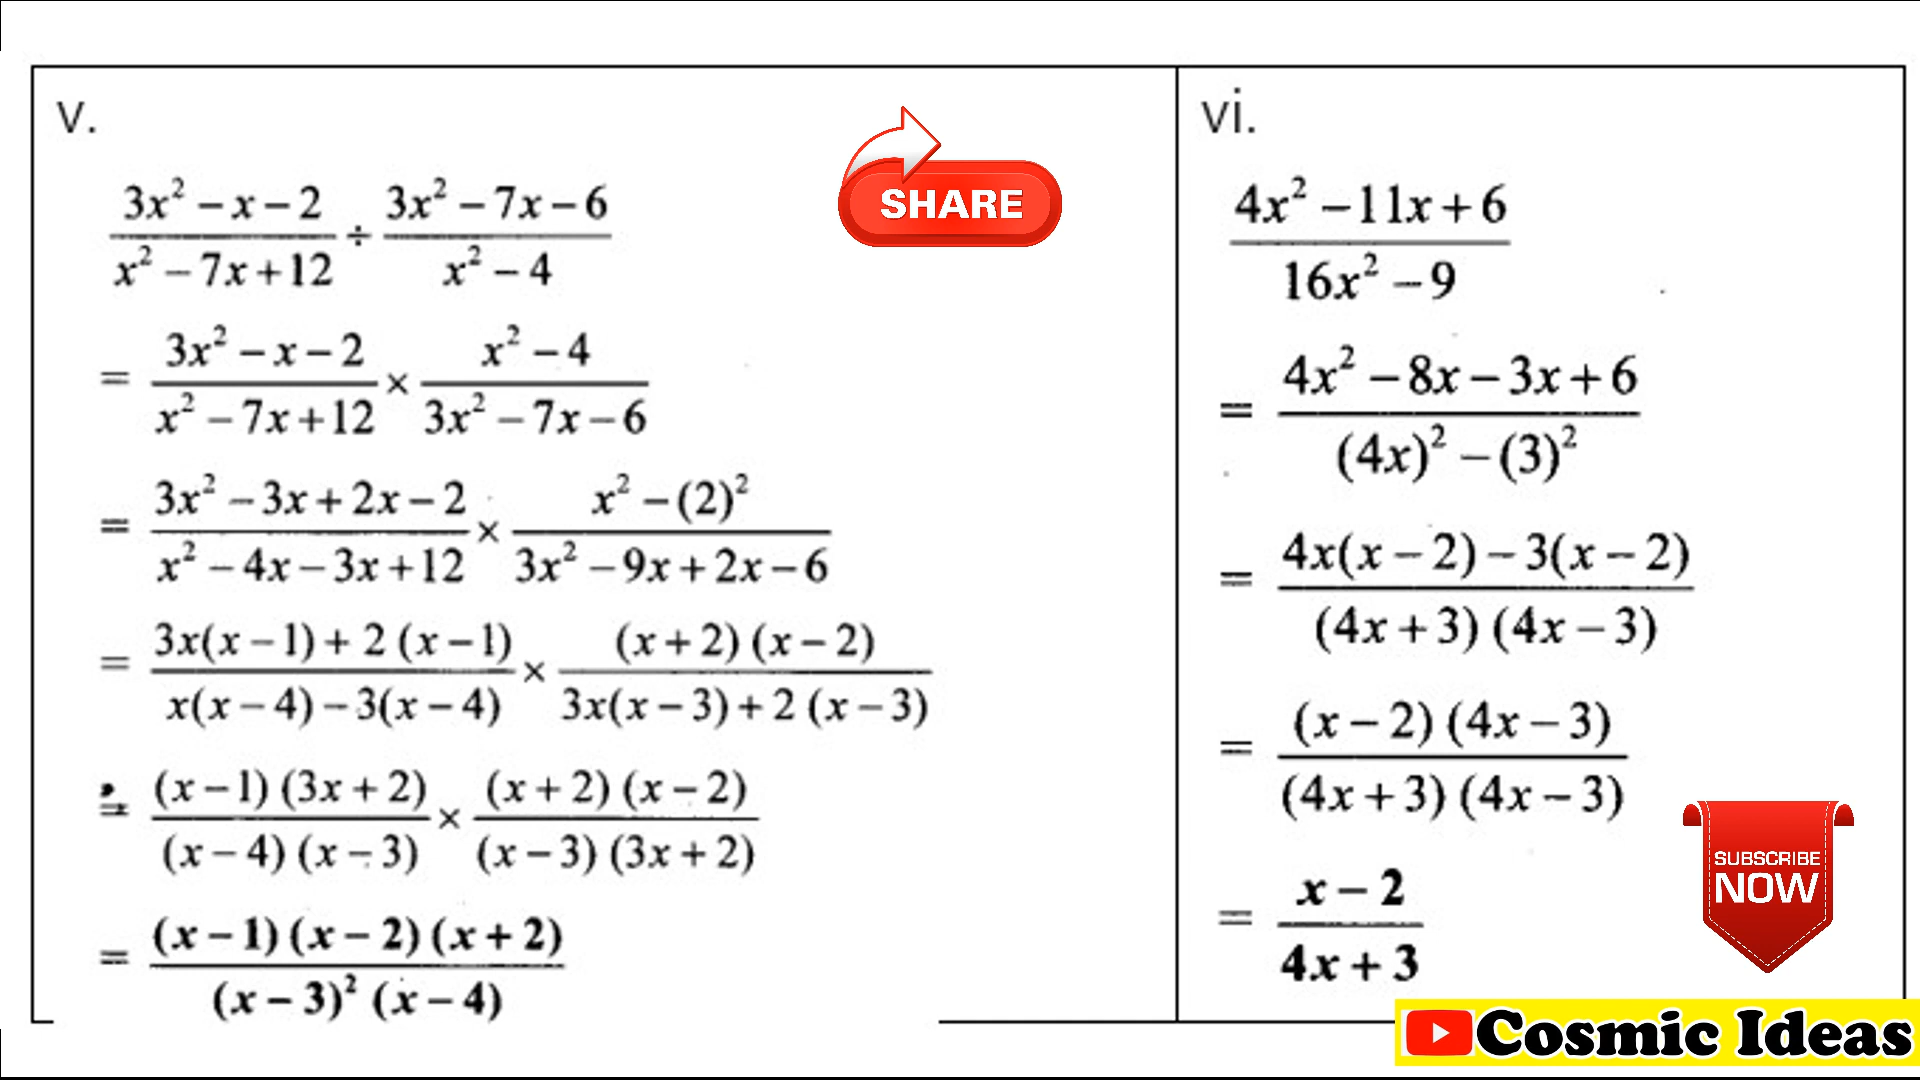 v.
SHARE
(3x² − x − 2)/(x² − 7x + 12) ÷ (3x² − 7x − 6)/(x² − 4)
= (3x² − x − 2)/(x² − 7x + 12) × (x² − 4)/(3x² − 7x − 6)
= (3x² − 3x + 2x − 2)/(x² − 4x − 3x + 12) × (x² − (2)²)/(3x² − 9x + 2x − 6)
= (3x(x − 1) + 2 (x − 1))/(x(x − 4) − 3(x − 4)) × ((x + 2) (x − 2))/(3x(x − 3) + 2 (x − 3))
= ((x − 1) (3x + 2))/((x − 4) (x − 3)) × ((x + 2) (x − 2))/((x − 3) (3x + 2))
= ((x − 1) (x − 2) (x + 2))/((x − 3)² (x − 4))
vi.
(4x² − 11x + 6)/(16x² − 9)
= (4x² − 8x − 3x + 6)/((4x)² − (3)²)
= (4x(x − 2) − 3(x − 2))/((4x + 3) (4x − 3))
= ((x − 2) (4x − 3))/((4x + 3) (4x − 3))
= (x − 2)/(4x + 3)
SUBSCRIBE
NOW
Cosmic Ideas